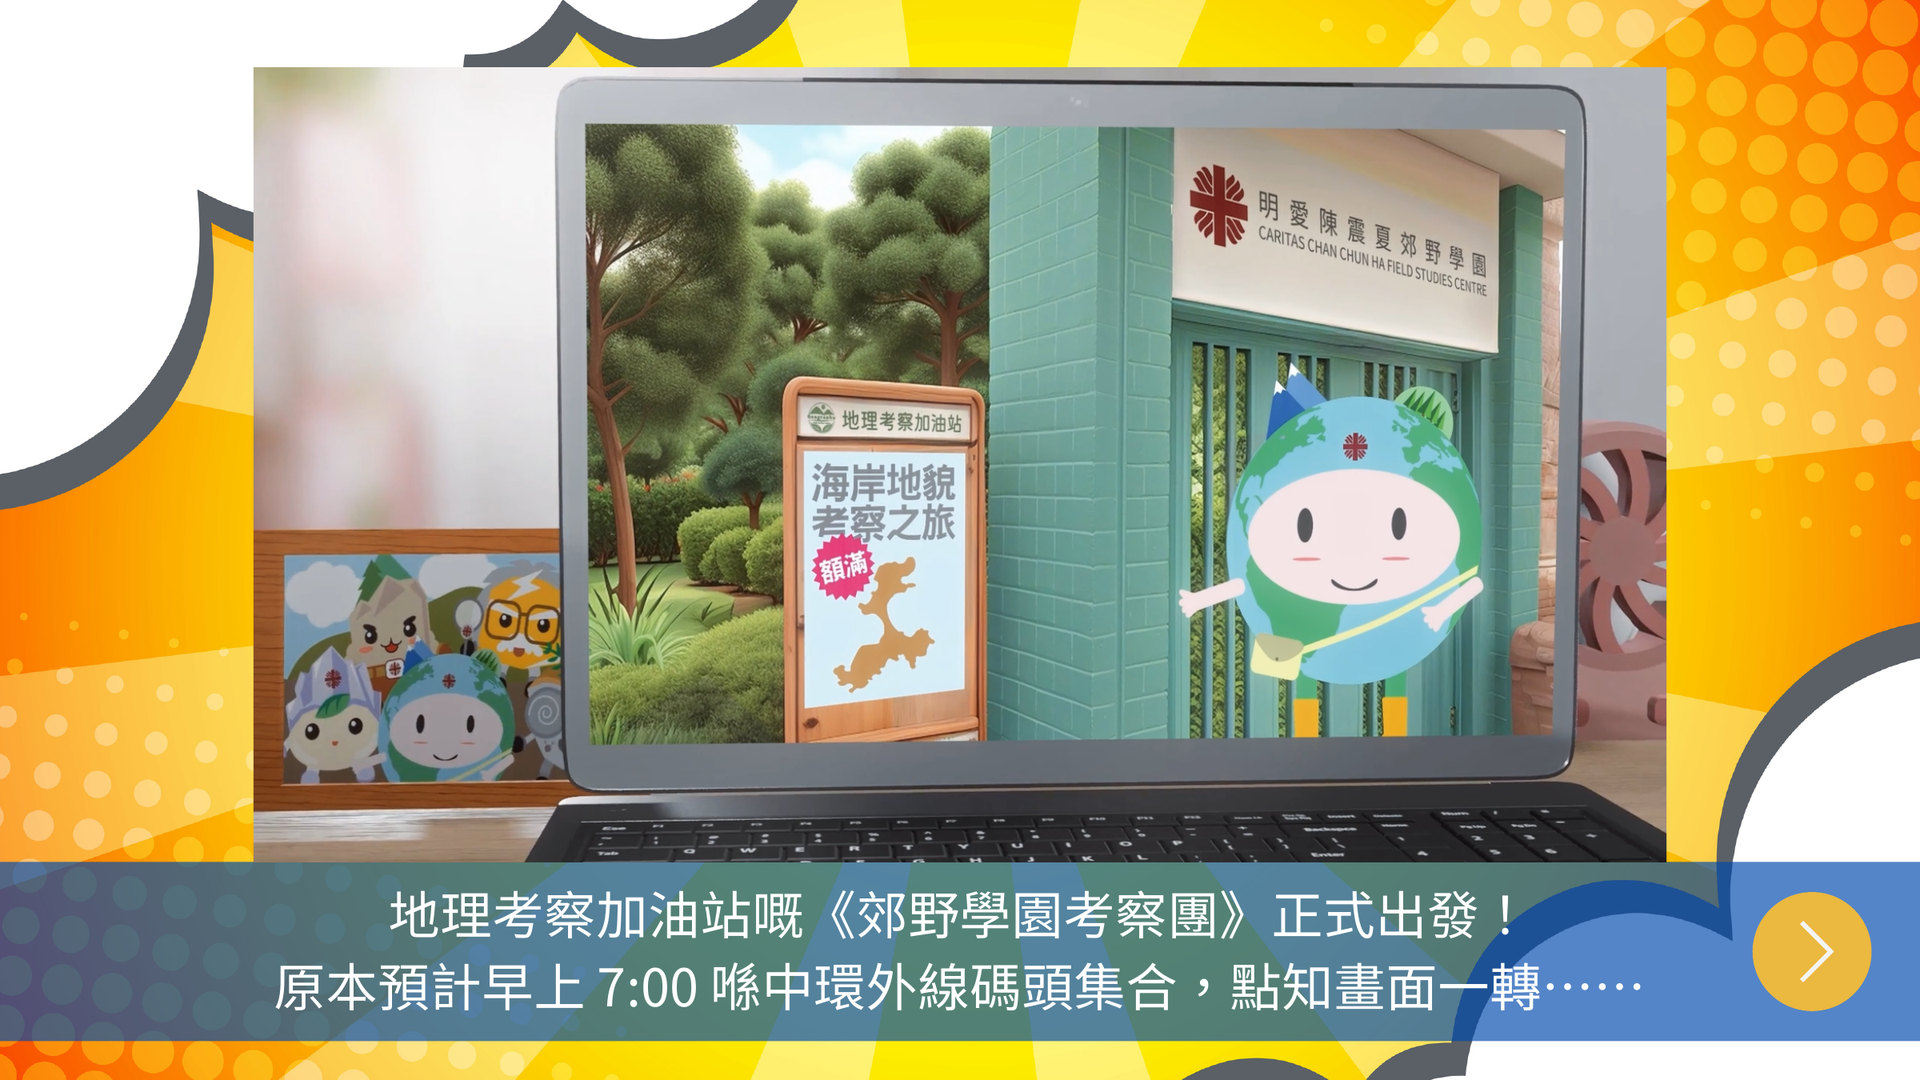 明愛陳震夏郊野學園
CARITAS CHAN CHUN HA FIELD STUDIES CENTRE
地理考察加油站
海岸地貌
考察之旅
額滿
地理考察加油站嘅《郊野學園考察團》正式出發！
原本預計早上 7:00 喺中環外線碼頭集合，點知畫面一轉⋯⋯